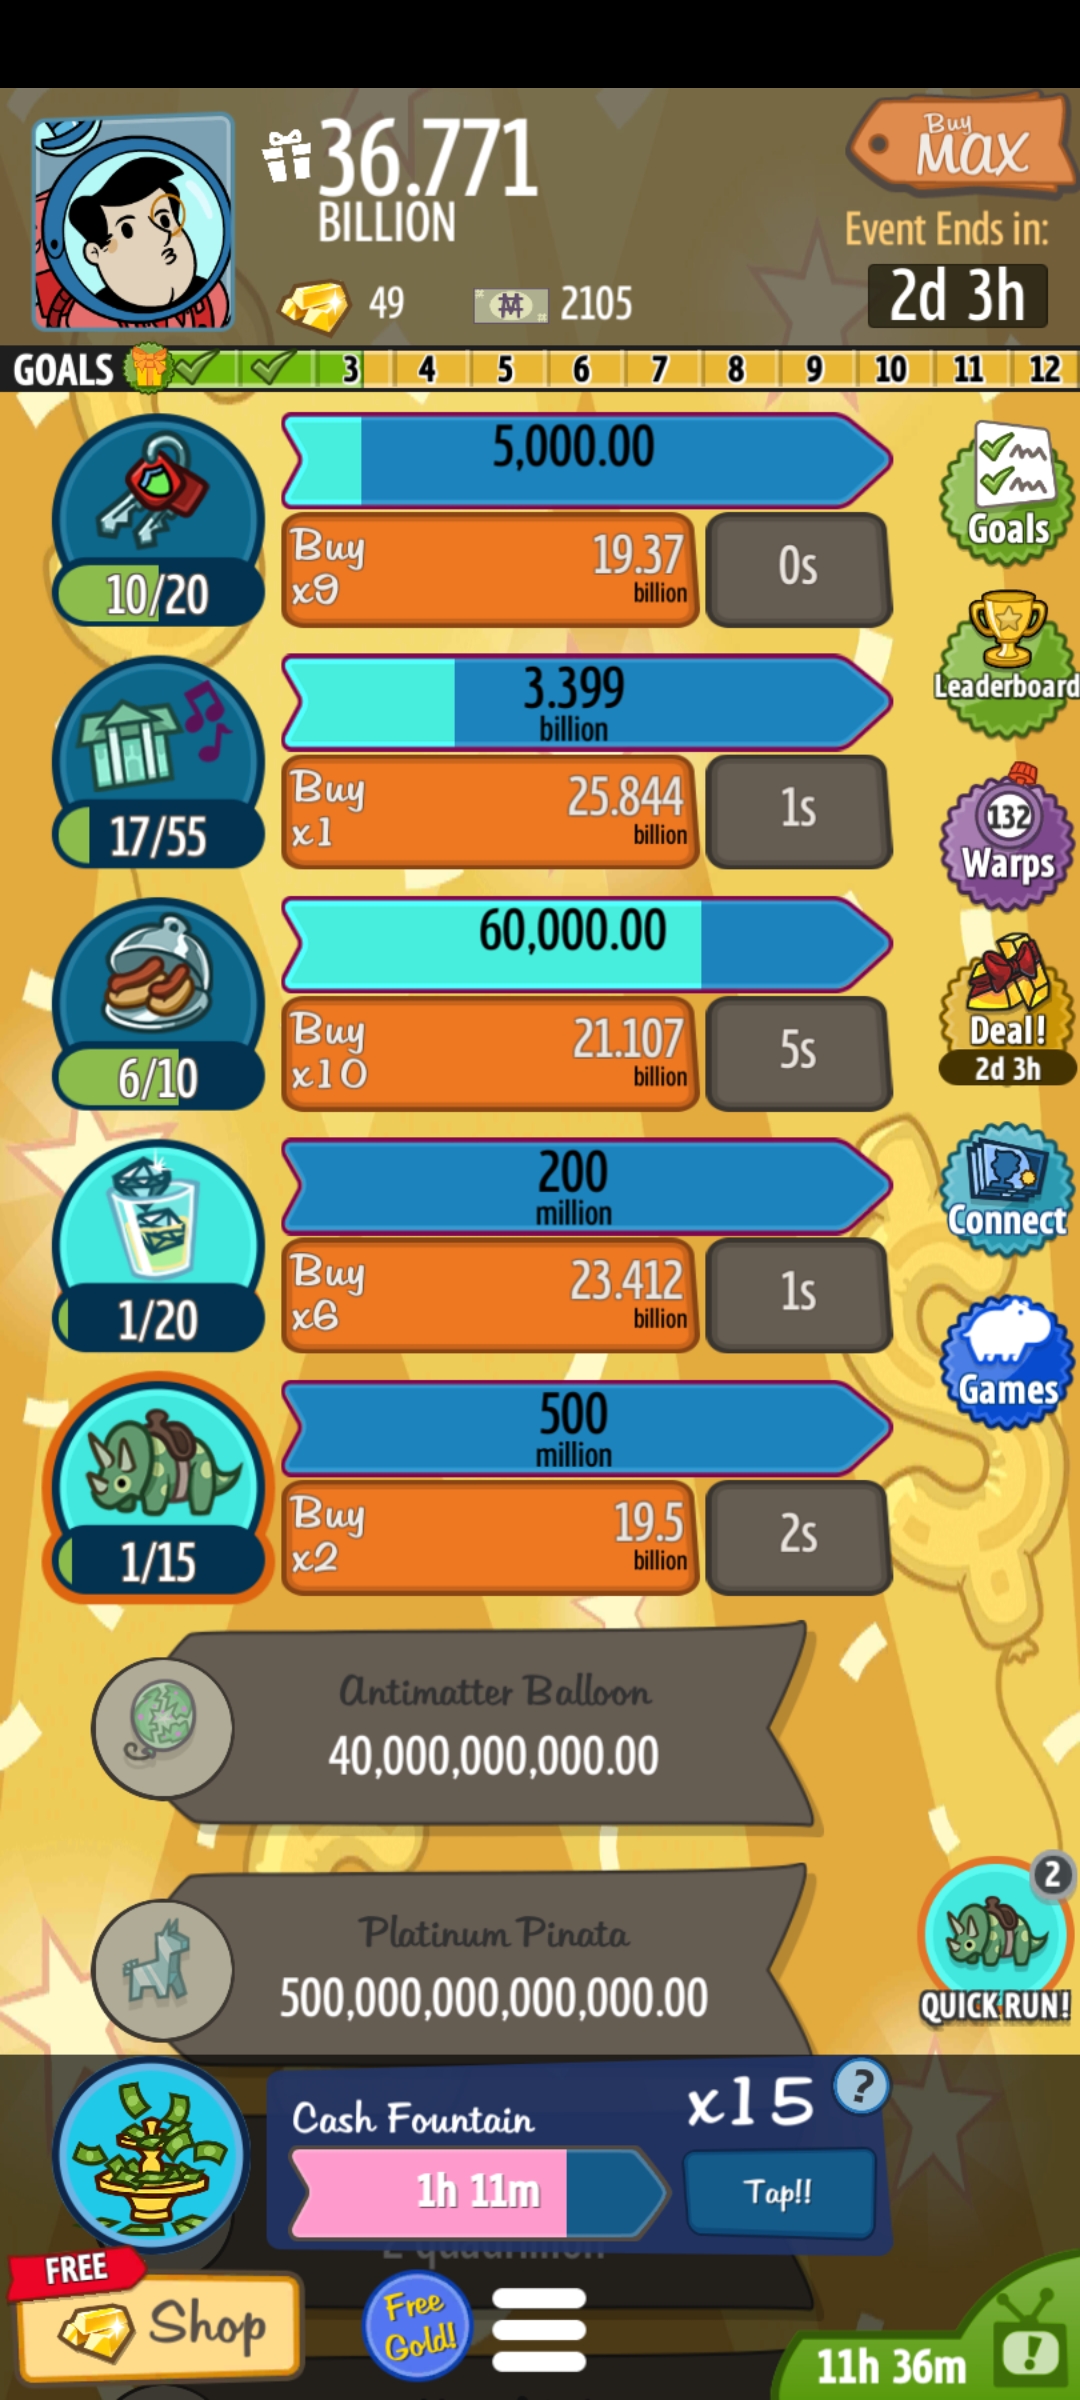 36.771
BILLION
Buy
MAX
Event Ends in:
2d 3h
49
2105
GOALS 3 4 5 6 7 8 9 10 11 12
5,000.00
Buy
x9
19.37
billion
0s
10/20
Goals
3.399
billion
Buy
x1
25.844
billion
1s
17/55
Leaderboard
132
Warps
60,000.00
Buy
x10
21.107
billion
5s
6/10
Deal!
2d 3h
200
million
Buy
x6
23.412
billion
1s
1/20
Connect
Games
500
million
Buy
x2
19.5
billion
2s
1/15
Antimatter Balloon
40,000,000,000.00
Platinum Pinata
500,000,000,000,000.00
2
QUICK RUN!
Cash Fountain
x15
?
1h 11m
Tap!!
2 quadrillion
FREE
Shop
Free
Gold!
11h 36m
!